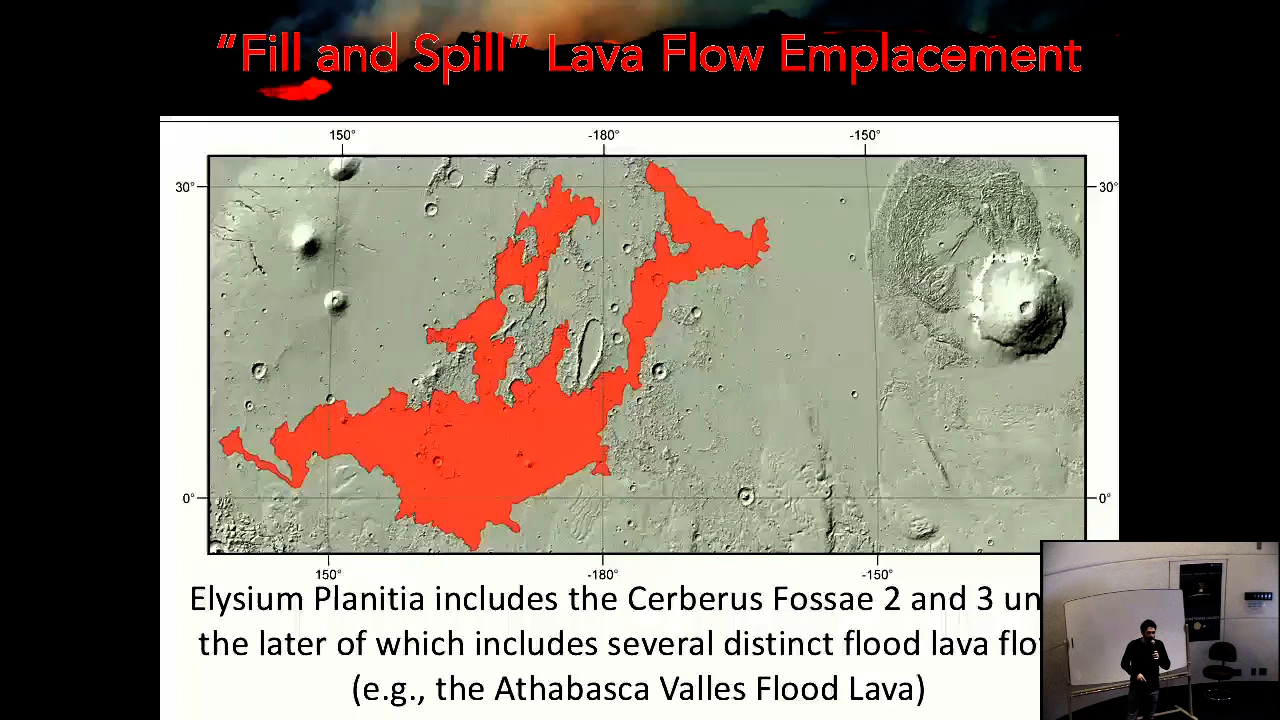 “Fill and Spill” Lava Flow Emplacement
150° -180° -150°
30° 30°
0° 0°
150° -180° -150°
Elysium Planitia includes the Cerberus Fossae 2 and 3 un
the later of which includes several distinct flood lava flo
(e.g., the Athabasca Valles Flood Lava)